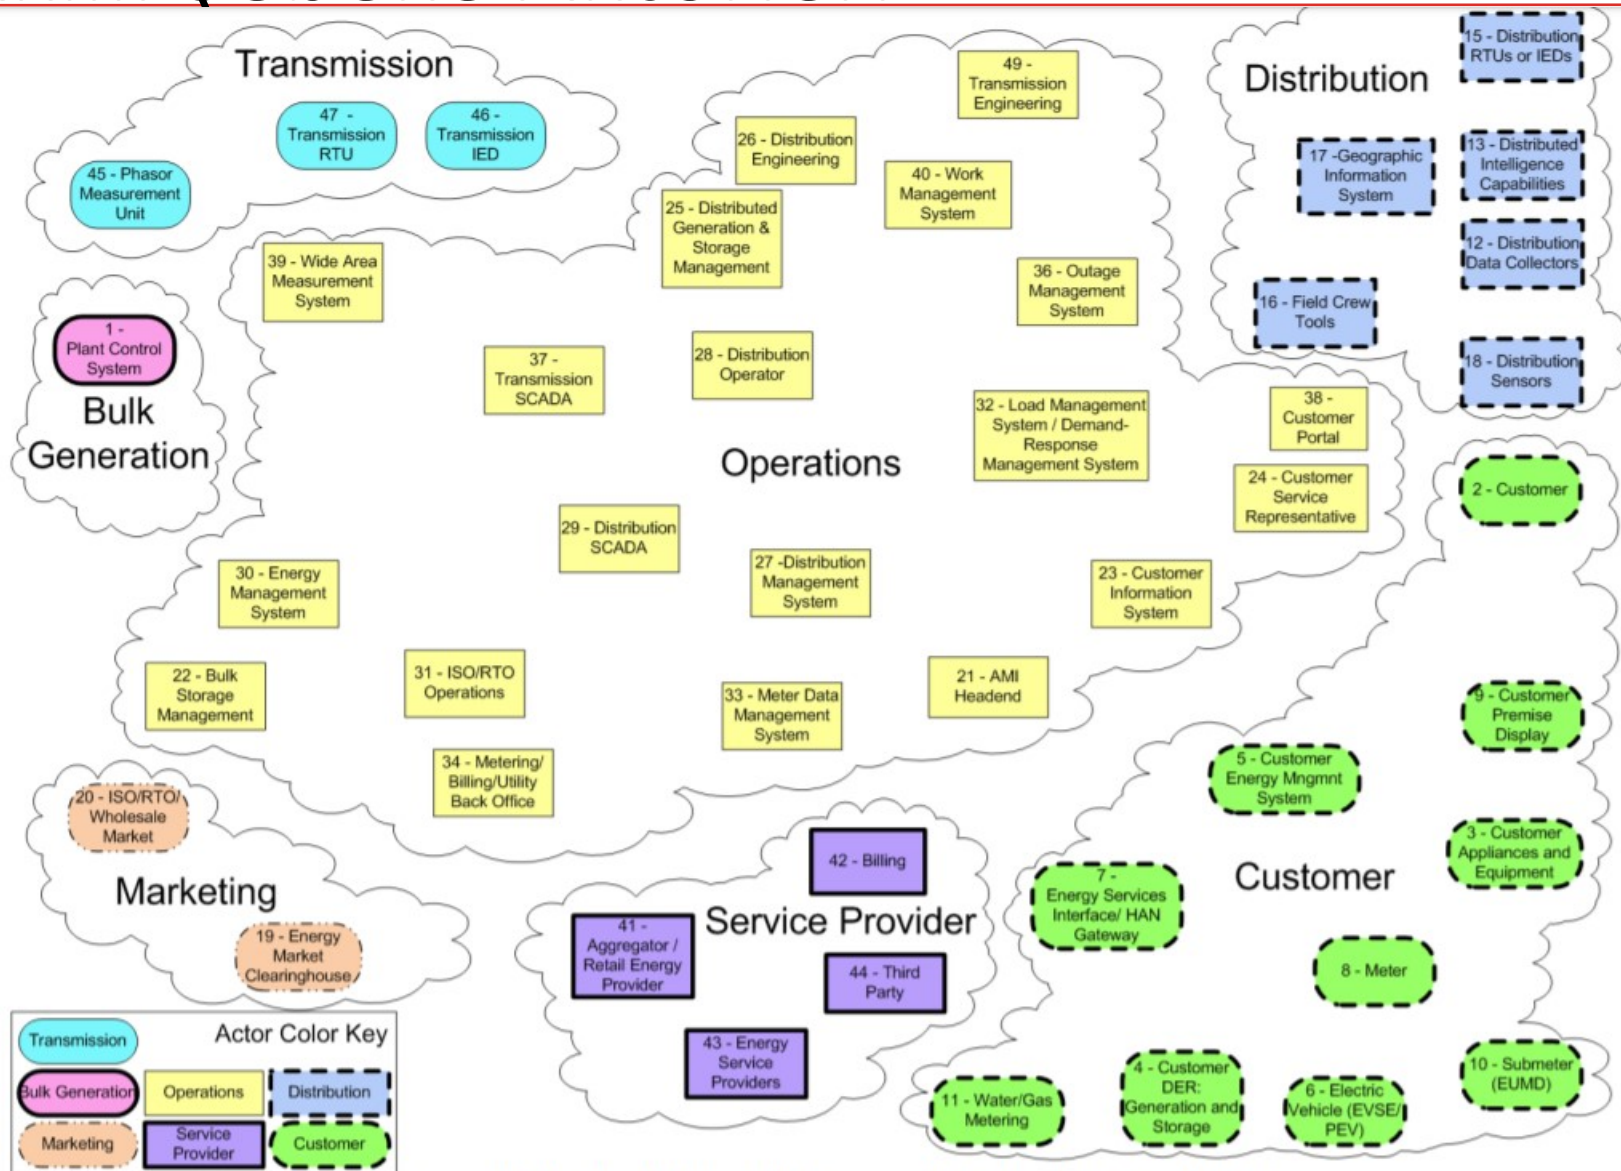 Transmission
47 -
Transmission
RTU
46 -
Transmission
IED
45 - Phasor
Measurement
Unit
49 -
Transmission
Engineering
26 - Distribution
Engineering
40 - Work
Management
System
25 - Distributed
Generation &
Storage
Management
39 - Wide Area
Measurement
System
36 - Outage
Management
System
37 -
Transmission
SCADA
28 - Distribution
Operator
32 - Load Management
System / Demand-
Response
Management System
38 -
Customer
Portal
24 - Customer
Service
Representative
Operations
29 - Distribution
SCADA
27 -Distribution
Management
System
23 - Customer
Information
System
30 - Energy
Management
System
22 - Bulk
Storage
Management
31 - ISO/RTO
Operations
33 - Meter Data
Management
System
21 - AMI
Headend
34 - Metering/
Billing/Utility
Back Office
Distribution
15 - Distribution
RTUs or IEDs
17 -Geographic
Information
System
13 - Distributed
Intelligence
Capabilities
12 - Distribution
Data Collectors
16 - Field Crew
Tools
18 - Distribution
Sensors
1 -
Plant Control
System
Bulk
Generation
20 - ISO/RTO/
Wholesale
Market
Marketing
19 - Energy
Market
Clearinghouse
42 - Billing
Service Provider
41 -
Aggregator /
Retail Energy
Provider
44 - Third
Party
43 - Energy
Service
Providers
2 - Customer
9 - Customer
Premise
Display
5 - Customer
Energy Mngmnt
System
3 - Customer
Appliances and
Equipment
Customer
7 -
Energy Services
Interface/ HAN
Gateway
8 - Meter
10 - Submeter
(EUMD)
4 - Customer
DER:
Generation and
Storage
6 - Electric
Vehicle (EVSE/
PEV)
11 - Water/Gas
Metering
Actor Color Key
Transmission
Bulk Generation
Operations
Distribution
Marketing
Service
Provider
Customer